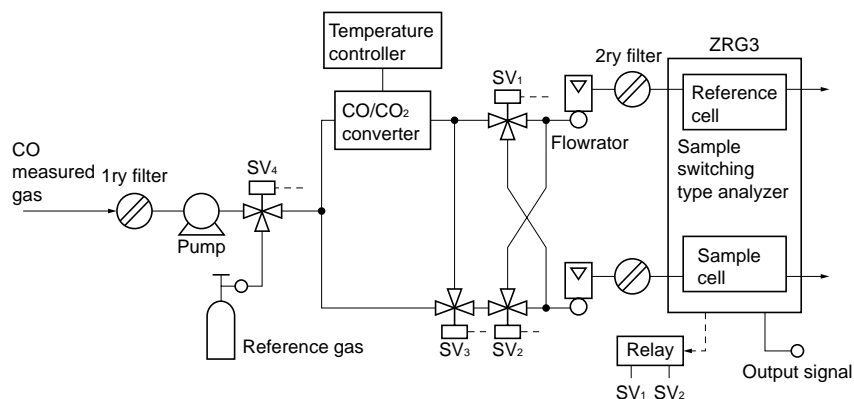 Temperature
controller
CO/CO₂
converter
SV₁
2ry filter
ZRG3
Reference
cell
Flowrator
Sample
switching
type analyzer
CO
measured
gas
1ry filter
SV₄
Pump
Sample
cell
Reference gas
SV₃
SV₂
Relay
SV₁
SV₂
Output signal